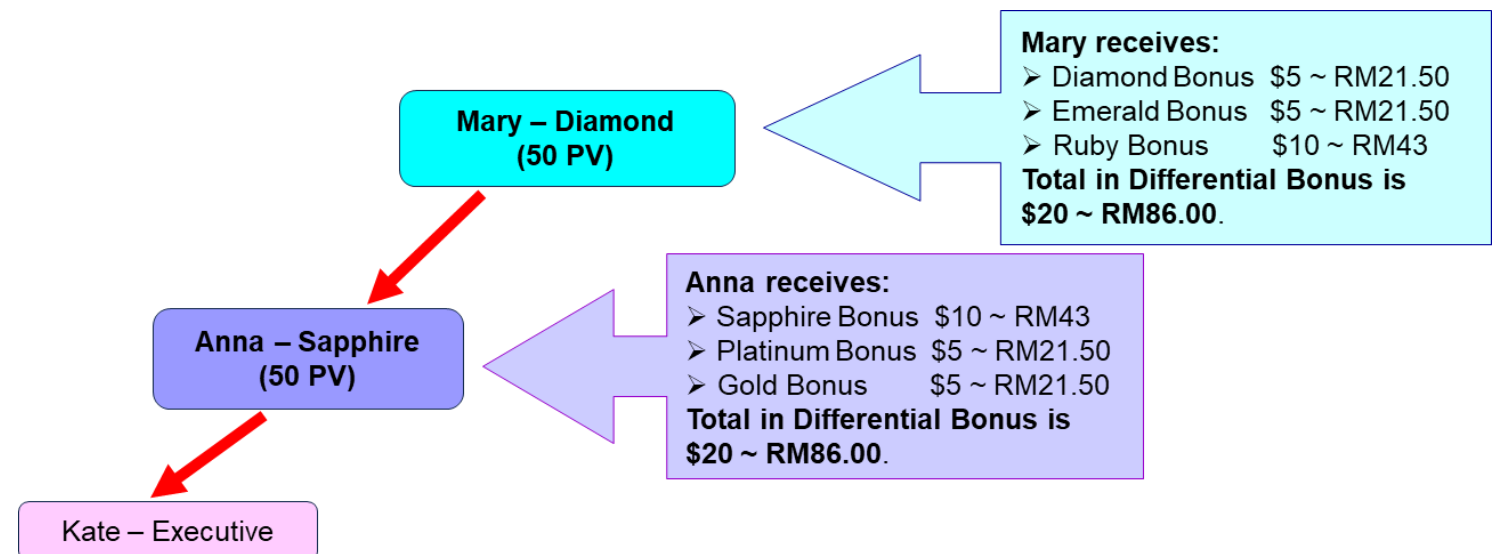 Mary receives:
➢ Diamond Bonus $5 ~ RM21.50
➢ Emerald Bonus $5 ~ RM21.50
➢ Ruby Bonus $10 ~ RM43
Total in Differential Bonus is
$20 ~ RM86.00.
Mary – Diamond
(50 PV)
Anna receives:
➢ Sapphire Bonus $10 ~ RM43
➢ Platinum Bonus $5 ~ RM21.50
➢ Gold Bonus $5 ~ RM21.50
Total in Differential Bonus is
$20 ~ RM86.00.
Anna – Sapphire
(50 PV)
Kate – Executive